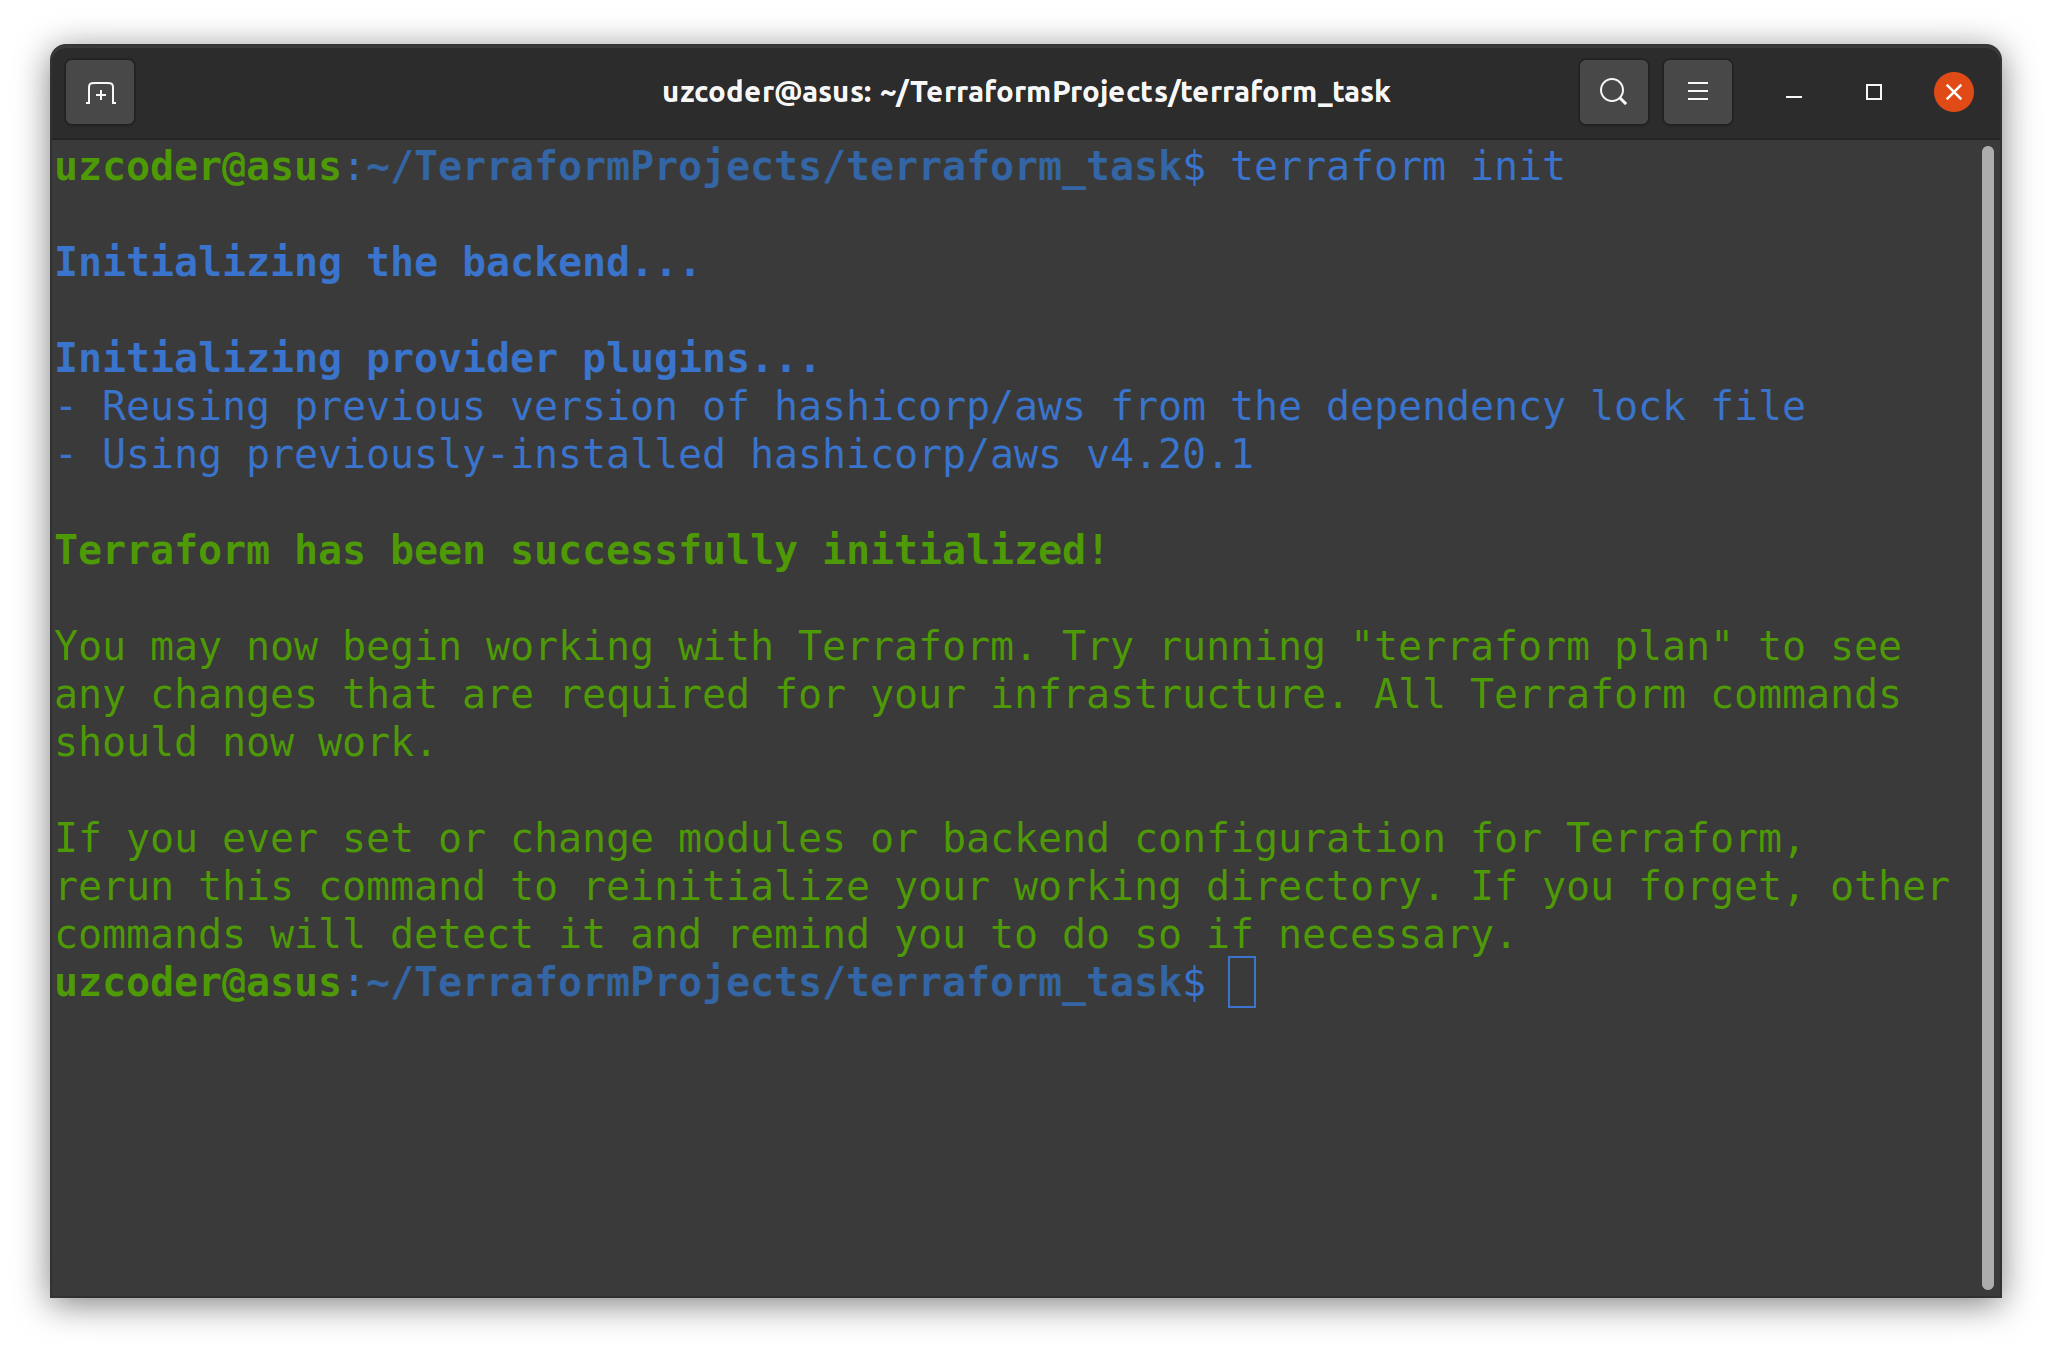 uzcoder@asus: ~/TerraformProjects/terraform_task
uzcoder@asus:~/TerraformProjects/terraform_task$ terraform init
Initializing the backend...
Initializing provider plugins...
- Reusing previous version of hashicorp/aws from the dependency lock file
- Using previously-installed hashicorp/aws v4.20.1
Terraform has been successfully initialized!
You may now begin working with Terraform. Try running "terraform plan" to see
any changes that are required for your infrastructure. All Terraform commands
should now work.
If you ever set or change modules or backend configuration for Terraform,
rerun this command to reinitialize your working directory. If you forget, other
commands will detect it and remind you to do so if necessary.
uzcoder@asus:~/TerraformProjects/terraform_task$